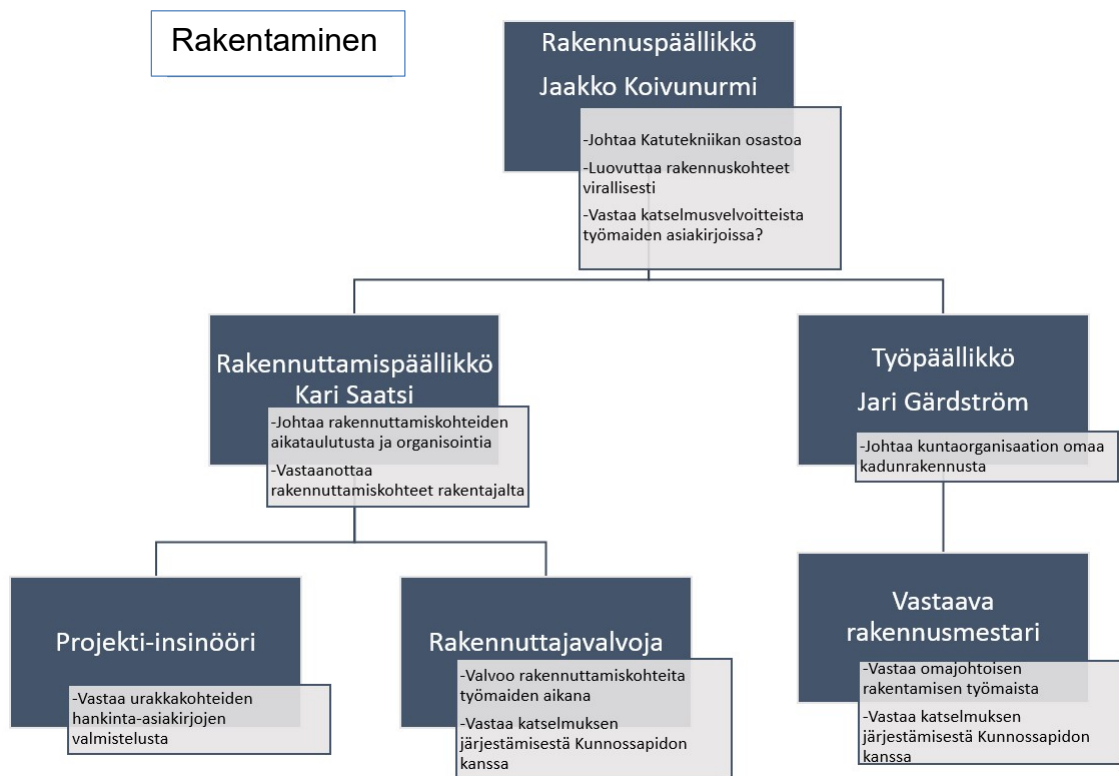 Rakentaminen
Rakennuspäällikkö
Jaakko Koivunurmi
-Johtaa Katutekniikan osastoa
-Luovuttaa rakennuskohteet
virallisesti
-Vastaa katselmusvelvoitteista
työmaiden asiakirjoissa?
Rakennuttamispäällikkö
Kari Saatsi
-Johtaa rakennuttamiskohteiden
aikataulutusta ja organisointia
-Vastaanottaa
rakennuttamiskohteet rakentajalta
Työpäällikkö
Jari Gärdström
-Johtaa kuntaorganisaation omaa
kadunrakennusta
Projekti-insinööri
-Vastaa urakkakohteiden
hankinta-asiakirjojen
valmistelusta
Rakennuttajavalvoja
-Valvoo rakennuttamiskohteita
työmaiden aikana
-Vastaa katselmuksen
järjestämisestä Kunnossapidon
kanssa
Vastaava
rakennusmestari
-Vastaa omajohtoisen
rakentamisen työmaista
-Vastaa katselmuksen
järjestämisestä Kunnossapidon
kanssa